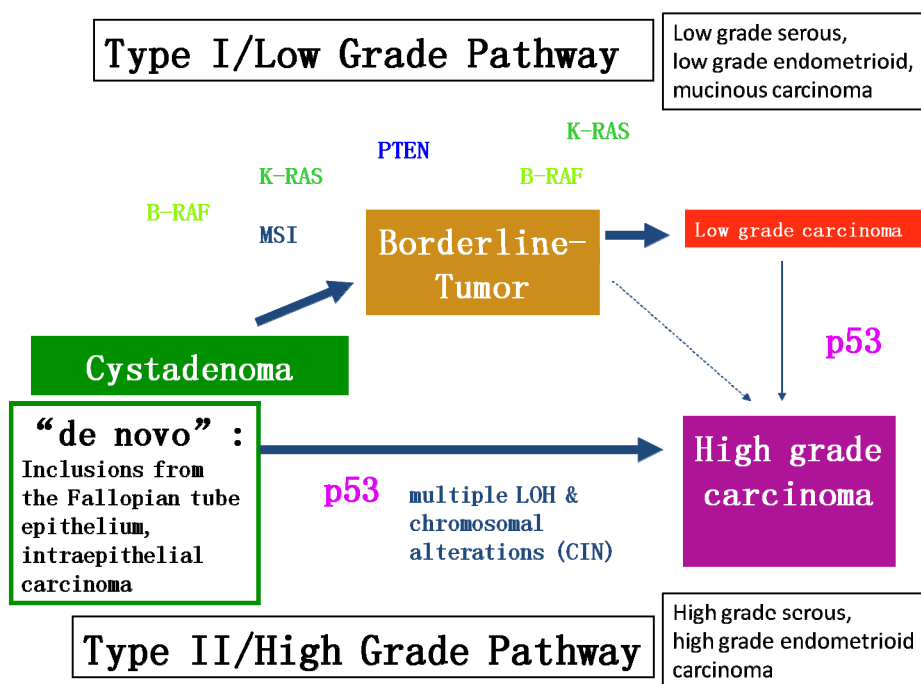 Type I/Low Grade Pathway
Low grade serous,
low grade endometrioid,
mucinous carcinoma
K-RAS
PTEN
K-RAS
B-RAF
B-RAF
MSI
Borderline-
Tumor
Low grade carcinoma
p53
Cystadenoma
“de novo”:
Inclusions from
the Fallopian tube
epithelium,
intraepithelial
carcinoma
p53
multiple LOH &
chromosomal
alterations (CIN)
High grade
carcinoma
Type II/High Grade Pathway
High grade serous,
high grade endometrioid
carcinoma